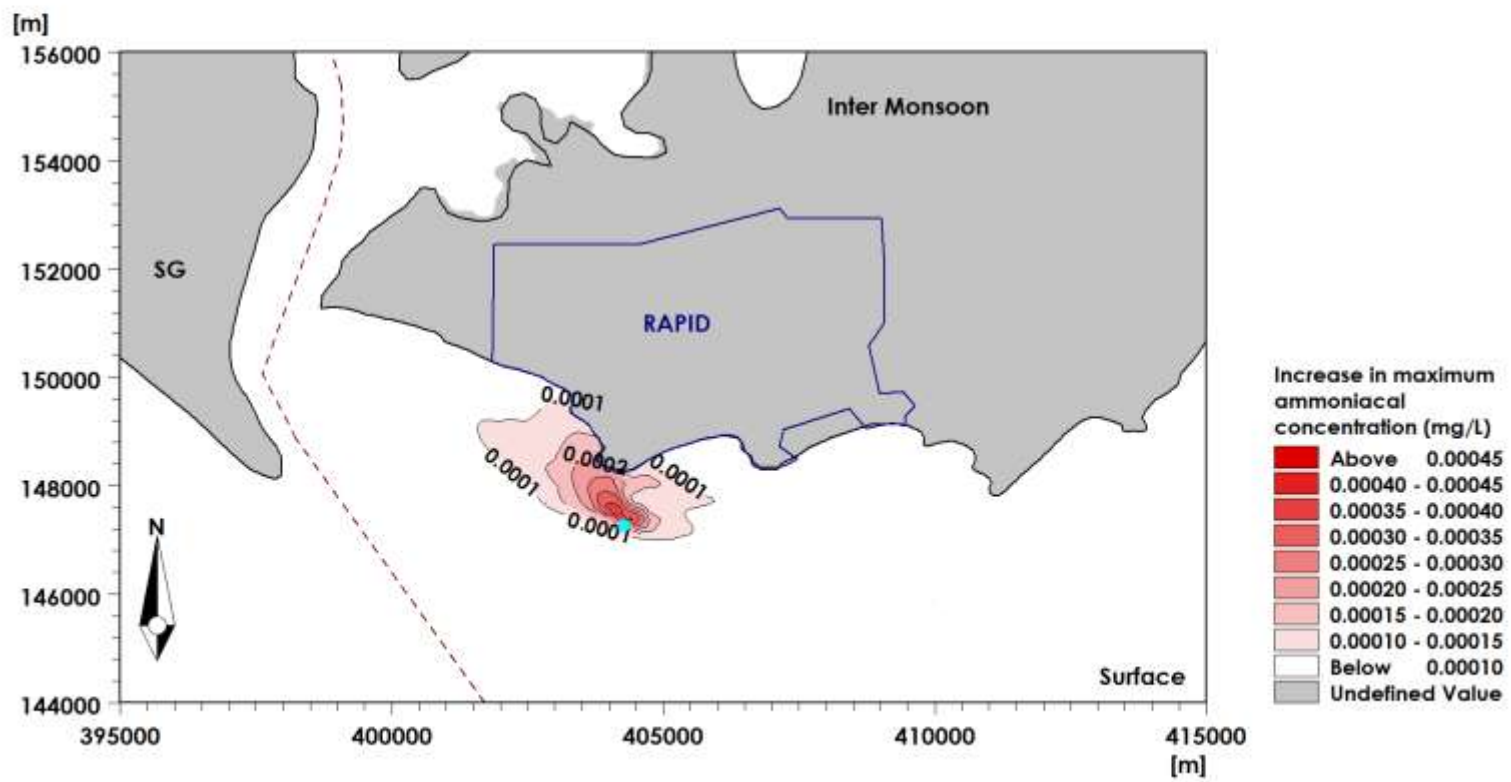 [m]
156000
154000
152000
150000
148000
146000
144000
395000
400000
405000
410000
415000
[m]
Inter Monsoon
SG
RAPID
0.0001
0.0002
0.0001
0.0001
0.0001
N
Surface
Increase in maximum
ammoniacal
concentration (mg/L)
Above 0.00045
0.00040 - 0.00045
0.00035 - 0.00040
0.00030 - 0.00035
0.00025 - 0.00030
0.00020 - 0.00025
0.00015 - 0.00020
0.00010 - 0.00015
Below 0.00010
Undefined Value